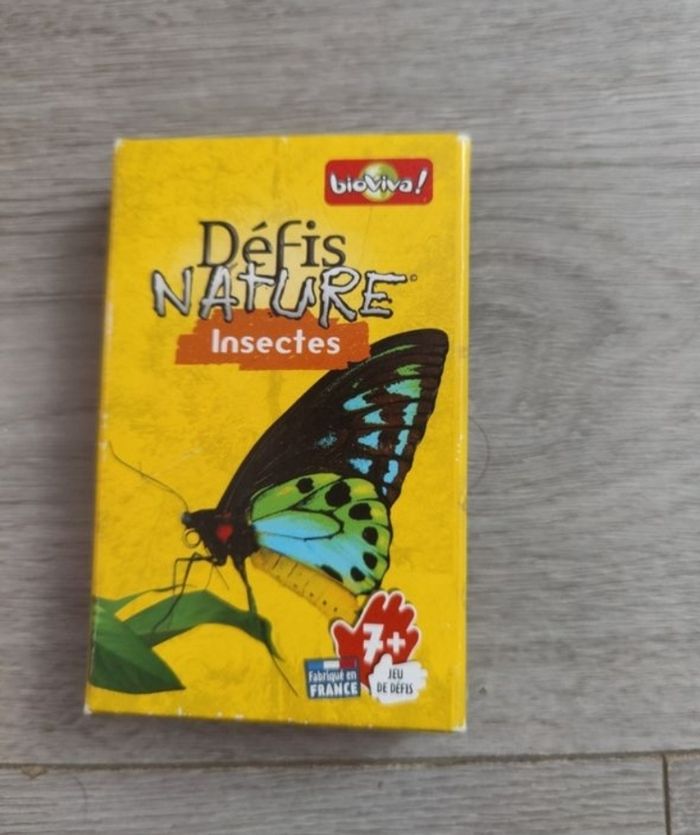 bioViva!
Défis
NATURE©
Insectes
7+
JEU
DE DÉFIS
Fabriqué en
FRANCE